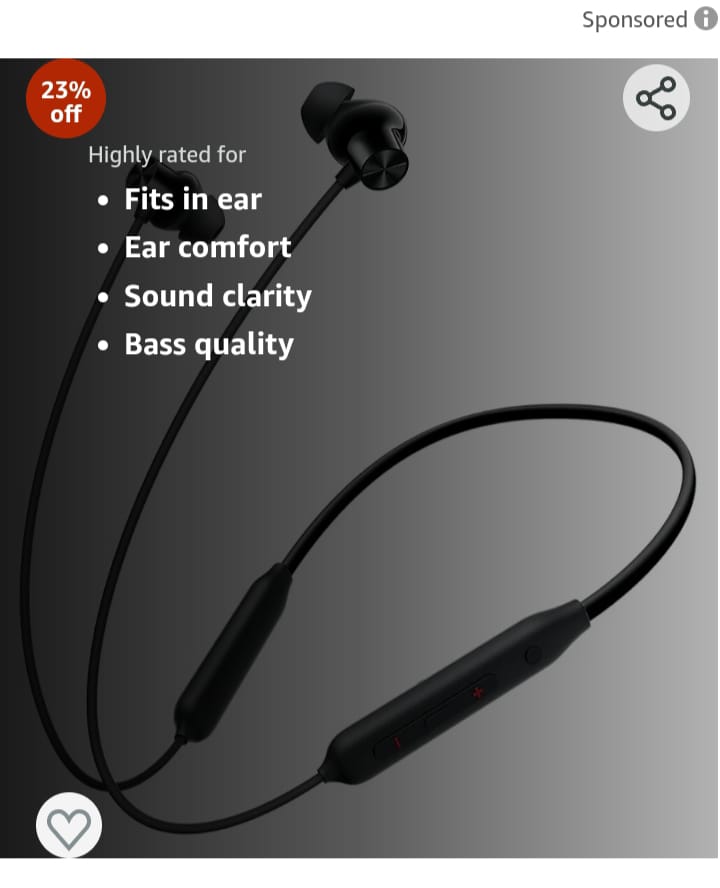 Sponsored
23%
off
Highly rated for
• Fits in ear
• Ear comfort
• Sound clarity
• Bass quality
+
-